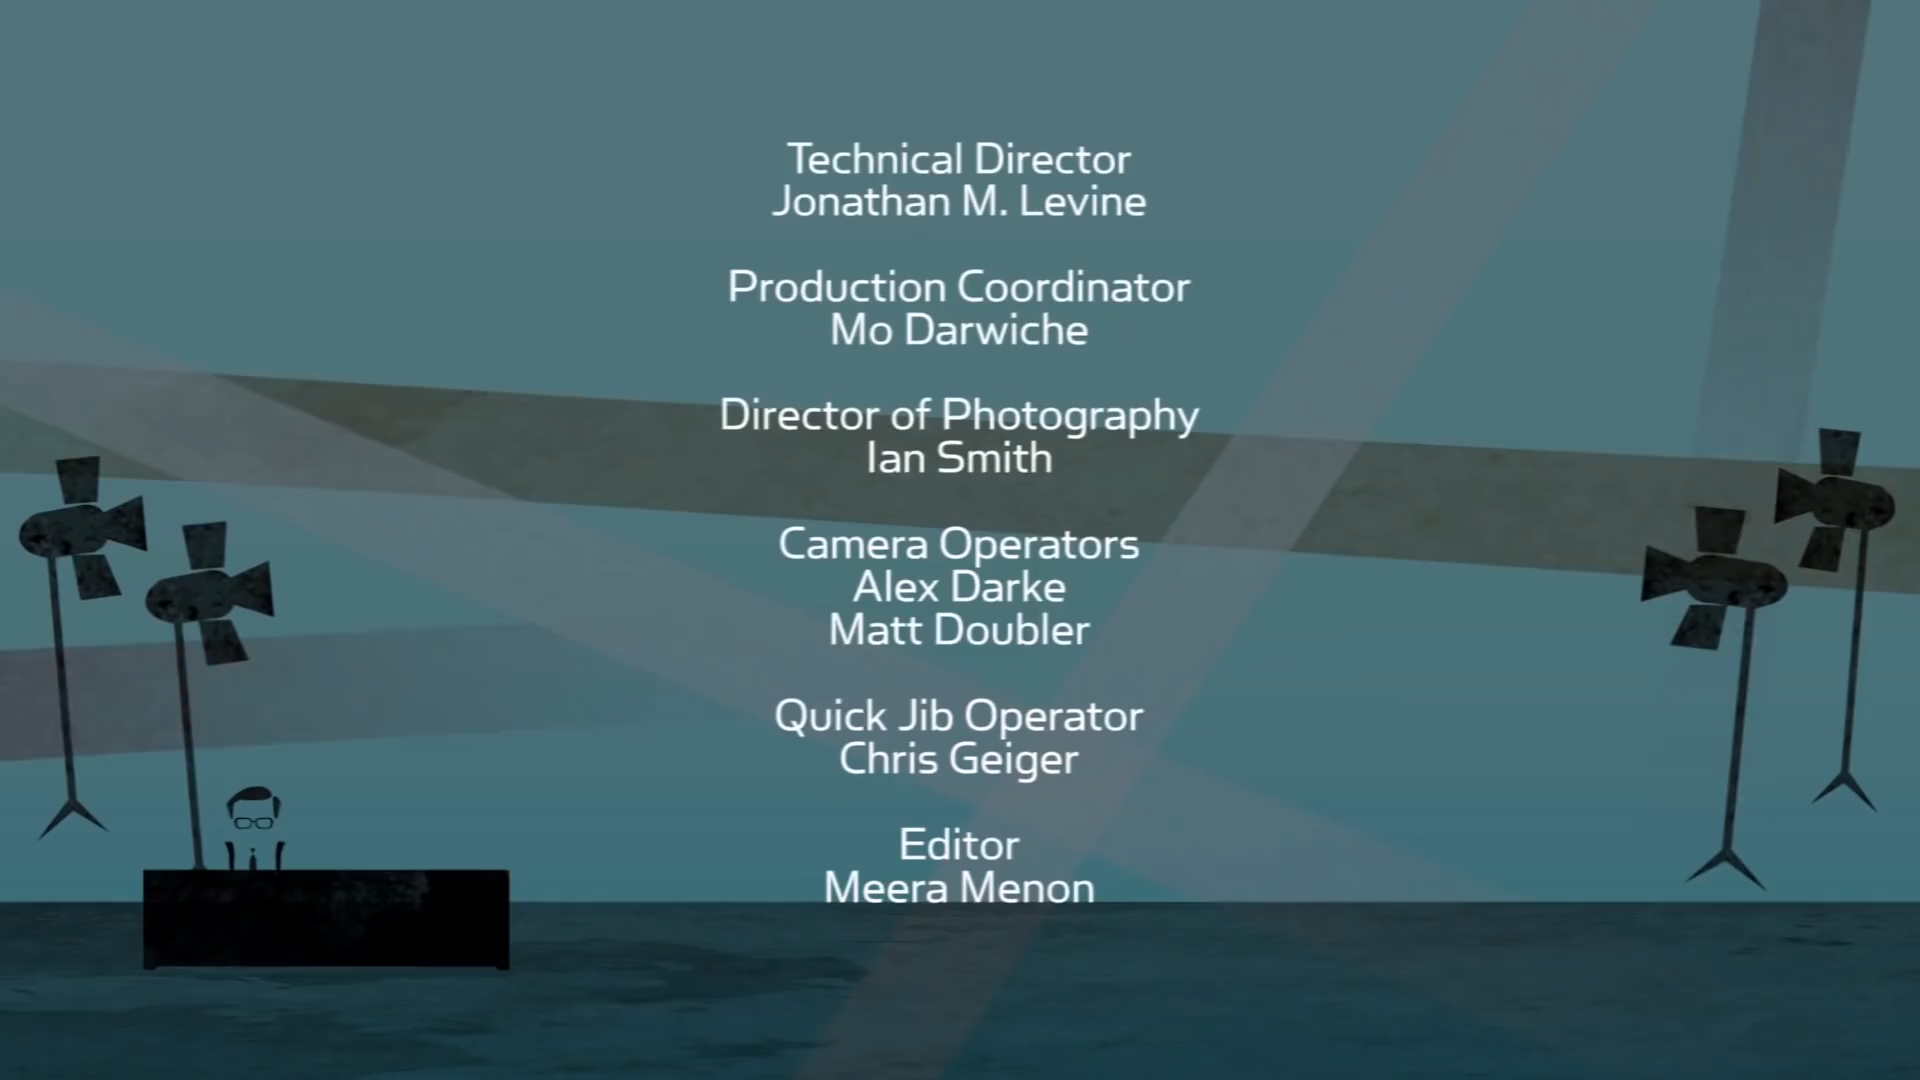 Technical Director
Jonathan M. Levine
Production Coordinator
Mo Darwiche
Director of Photography
Ian Smith
Camera Operators
Alex Darke
Matt Doubler
Quick Jib Operator
Chris Geiger
Editor
Meera Menon